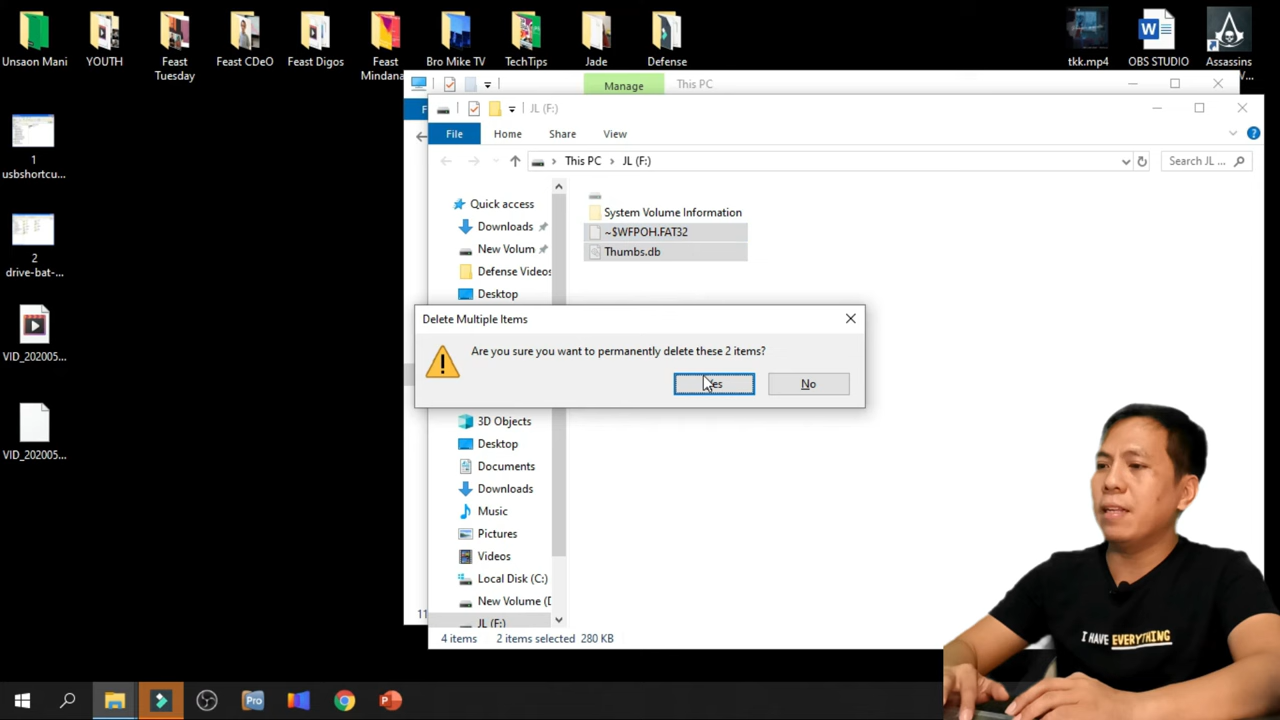 Unsaon Mani
YOUTH
Feast
Tuesday
Feast CDeO
Feast Digos
Feast
Mindana
Bro Mike TV
TechTips
Jade
Defense
tkk.mp4
OBS STUDIO
Assassins
V...
1
usbshortcu...
2
drive-bat-...
VID_202005...
VID_202005...
Manage
This PC
F
JL (F:)
File
Home
Share
View
This PC
JL (F:)
Search JL ...
Quick access
Downloads
New Volum
Defense Videos
Desktop
System Volume Information
~$WFPOH.FAT32
Thumbs.db
Delete Multiple Items
Are you sure you want to permanently delete these 2 items?
Yes
No
3D Objects
Desktop
Documents
Downloads
Music
Pictures
Videos
Local Disk (C:)
New Volume (D
JL (F:)
11
4 items
2 items selected 280 KB
I HAVE EVERYTHING
Pro
P